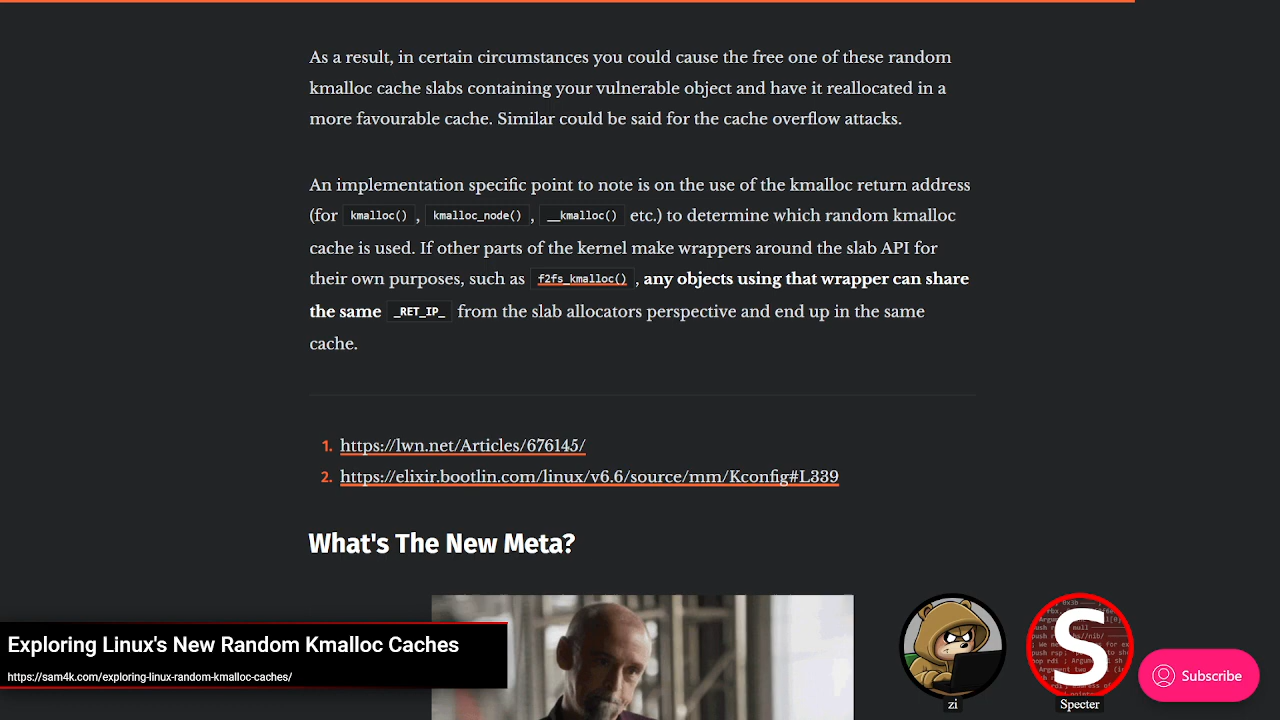 As a result, in certain circumstances you could cause the free one of these random
kmalloc cache slabs containing your vulnerable object and have it reallocated in a
more favourable cache. Similar could be said for the cache overflow attacks.
An implementation specific point to note is on the use of the kmalloc return address
(for kmalloc() , kmalloc_node() , __kmalloc() etc.) to determine which random kmalloc
cache is used. If other parts of the kernel make wrappers around the slab API for
their own purposes, such as f2fs_kmalloc() , any objects using that wrapper can share
the same _RET_IP_ from the slab allocators perspective and end up in the same
cache.
1. https://lwn.net/Articles/676145/
2. https://elixir.bootlin.com/linux/v6.6/source/mm/Kconfig#L339
What's The New Meta?
Exploring Linux's New Random Kmalloc Caches
https://sam4k.com/exploring-linux-random-kmalloc-caches/
S
zi
Specter
Subscribe